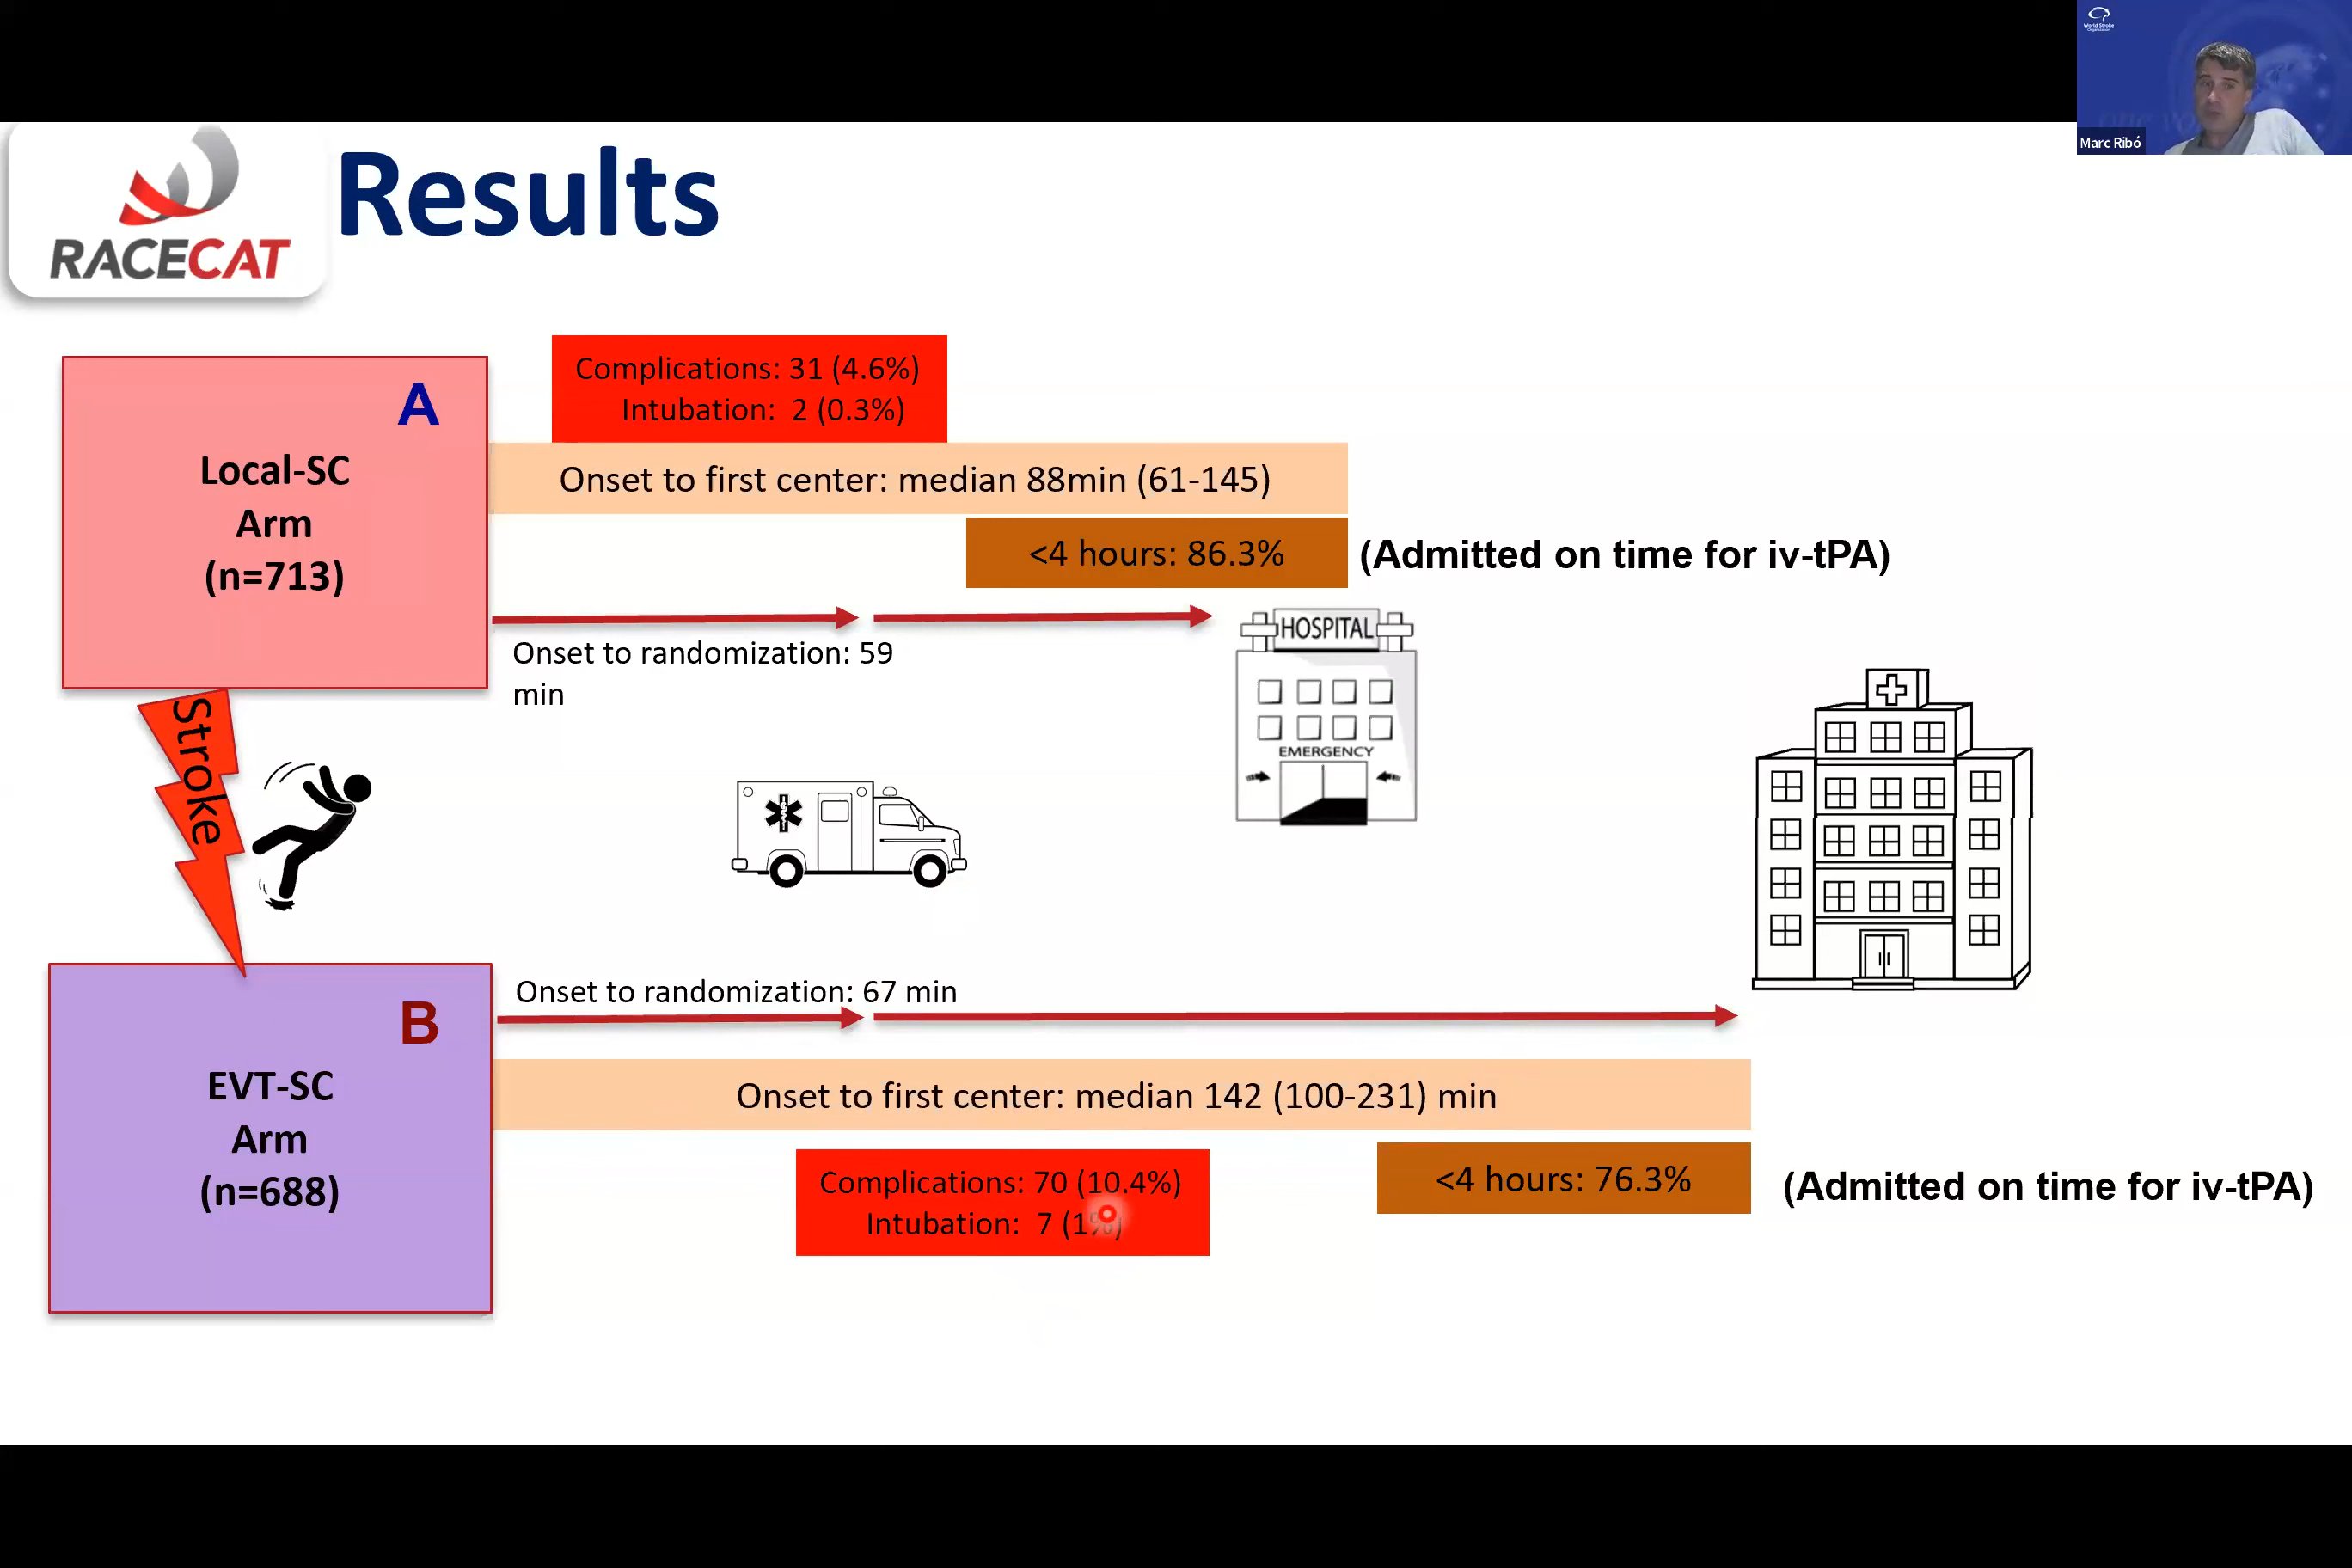 World Stroke
Organization
Marc Ribó
RACECAT
Results
Complications: 31 (4.6%)
Intubation: 2 (0.3%)
A
Local-SC
Arm
(n=713)
Onset to first center: median 88min (61-145)
<4 hours: 86.3%
(Admitted on time for iv-tPA)
Onset to randomization: 59
min
HOSPITAL
EMERGENCY
Stroke
Onset to randomization: 67 min
B
EVT-SC
Arm
(n=688)
Onset to first center: median 142 (100-231) min
Complications: 70 (10.4%)
Intubation: 7 (1%)
<4 hours: 76.3%
(Admitted on time for iv-tPA)